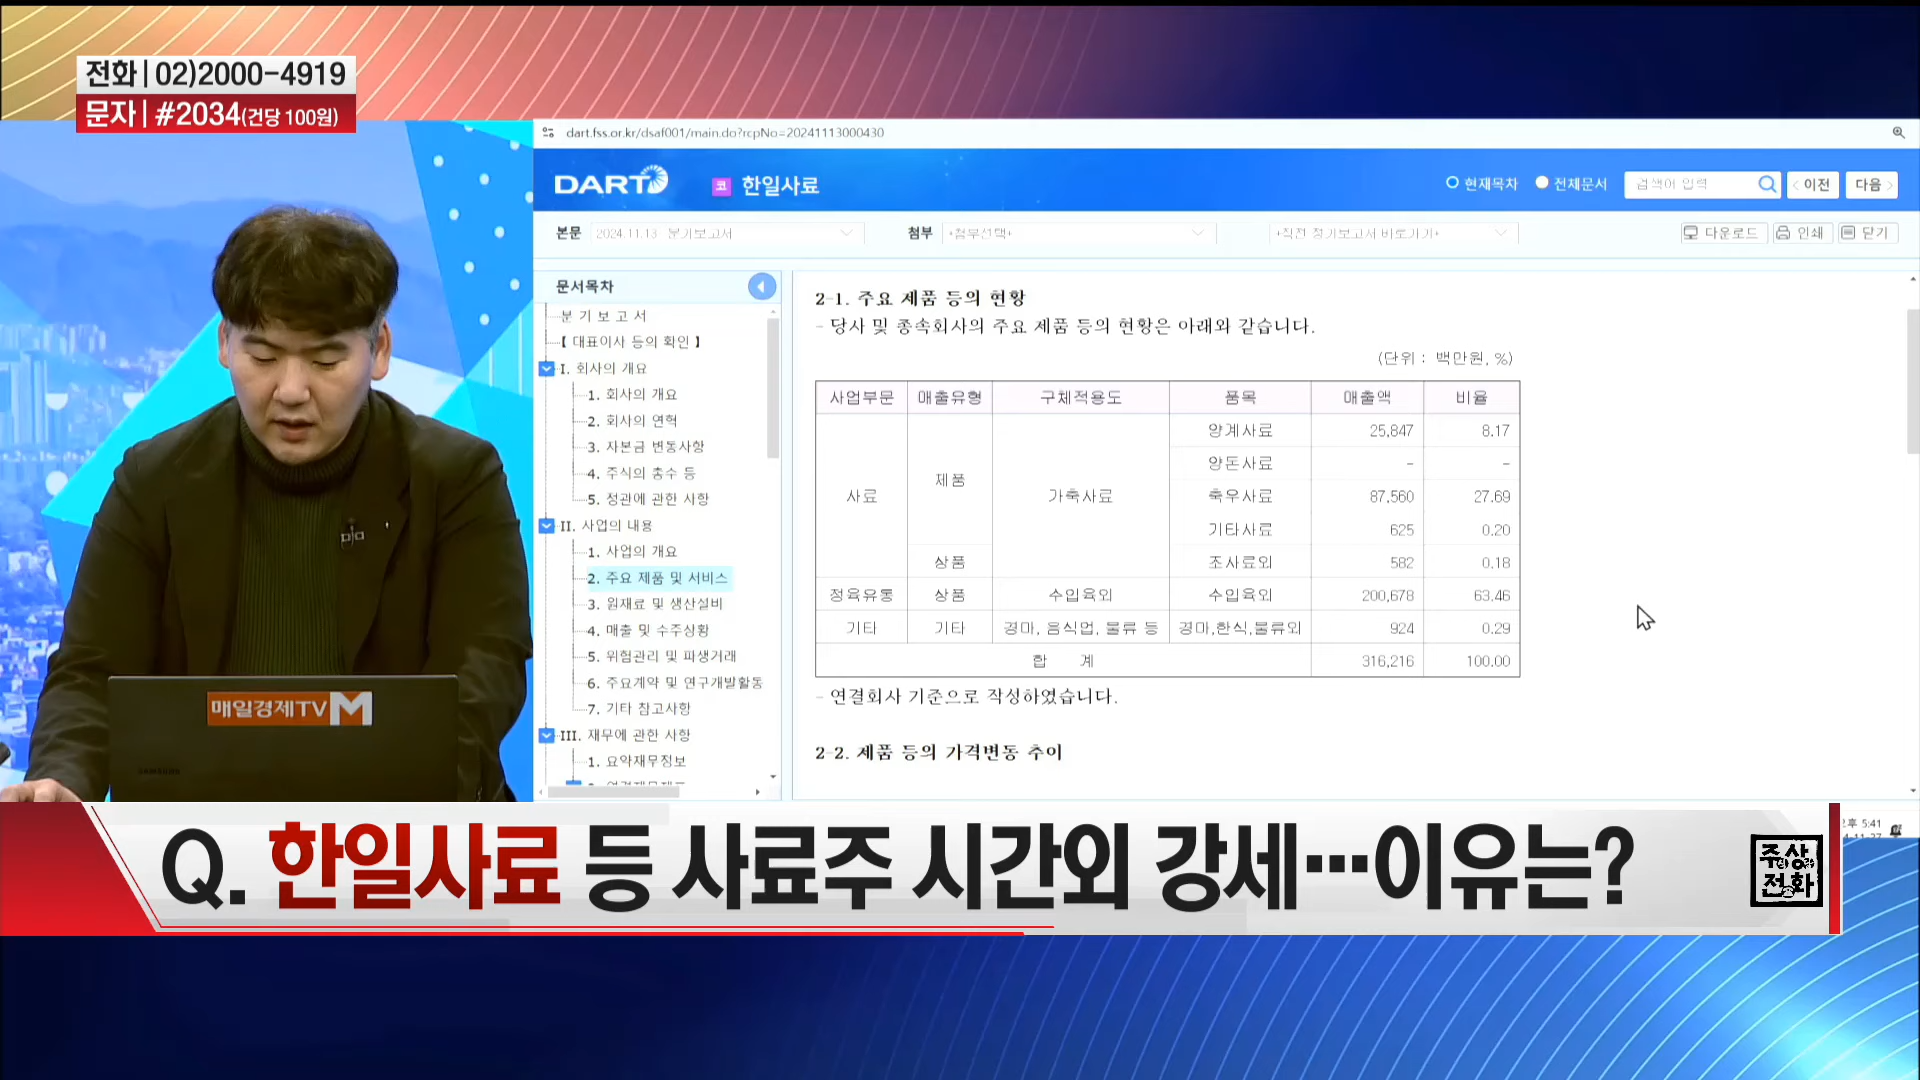 전화 | 02)2000-4919
문자 | #2034(건당 100원)
dart.fss.or.kr/dsaf001/main.do?rcpNo=20241113000430
DART
코 한일사료
현재목차 전체문서 검색어 입력 이전 다음
본문 2024.11.13 분기보고서 첨부 +첨부선택+ +직전 정기보고서 바로가기+ 다운로드 인쇄 닫기
문서목차
분 기 보 고 서
【 대표이사 등의 확인 】
I. 회사의 개요
1. 회사의 개요
2. 회사의 연혁
3. 자본금 변동사항
4. 주식의 총수 등
5. 정관에 관한 사항
II. 사업의 내용
1. 사업의 개요
2. 주요 제품 및 서비스
3. 원재료 및 생산설비
4. 매출 및 수주상황
5. 위험관리 및 파생거래
6. 주요계약 및 연구개발활동
7. 기타 참고사항
III. 재무에 관한 사항
1. 요약재무정보
2-1. 주요 제품 등의 현황
- 당사 및 종속회사의 주요 제품 등의 현황은 아래와 같습니다.
(단위 : 백만원, %)
사업부문 매출유형 구체적용도 품목 매출액 비율
사료 제품 가축사료 양계사료 25,847 8.17
양돈사료 - -
축우사료 87,560 27.69
기타사료 625 0.20
상품 조사료외 582 0.18
정육유통 상품 수입육외 수입육외 200,678 63.46
기타 기타 경마, 음식업, 물류 등 경마,한식,물류외 924 0.29
합 계 316,216 100.00
- 연결회사 기준으로 작성하였습니다.
2-2. 제품 등의 가격변동 추이
매일경제TV M
SAMSUNG
Q. 한일사료 등 사료주 시간외 강세…이유는?
5:41
주상
전화